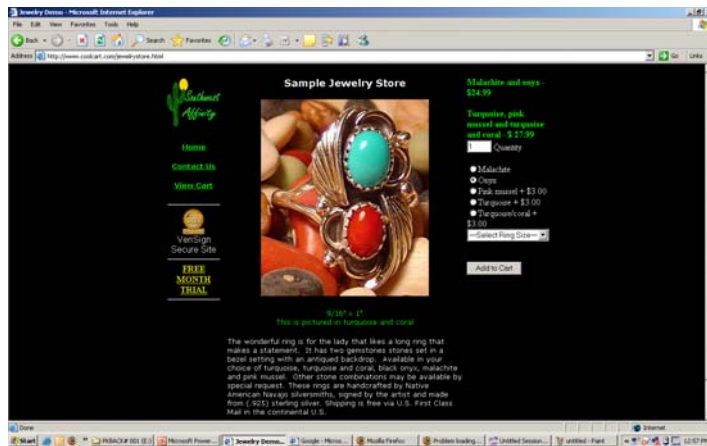 Jewelry Demo - Microsoft Internet Explorer
File Edit View Favorites Tools Help
Back Search Favorites
Address http://www.coolcart.com/jewelrystore.html Go Links
Southwest
Affinity
Home
Contact Us
View Cart
VeriSign
Secure Site
FREE
MONTH
TRIAL
Sample Jewelry Store
9/16" x 1"
This is pictured in turquoise and coral
The wonderful ring is for the lady that likes a long ring that
makes a statement. It has two gemstones stones set in a
bezel setting with an antiqued backdrop. Available in your
choice of turquoise, turquoise and coral, black onyx, malachite
and pink mussel. Other stone combinations may be available by
special request. These rings are handcrafted by Native
American Navajo silversmiths, signed by the artist and made
from (.925) sterling silver. Shipping is free via U.S. First Class
Mail in the continental U.S.
Malachite and onyx -
$24.99
Turquoise, pink
mussel and turquoise
and coral - $ 27.99
1 Quantity
Malachite
Onyx
Pink mussel + $3.00
Turquoise + $3.00
Turquoise/coral +
$3.00
--Select Ring Size--
Add to Cart
Done Internet
Start Microsoft Power... Jewelry Demo... Google - Micros... Mozilla Firefox Problem loading... Untitled Session... untitled - Paint 12:57 PM